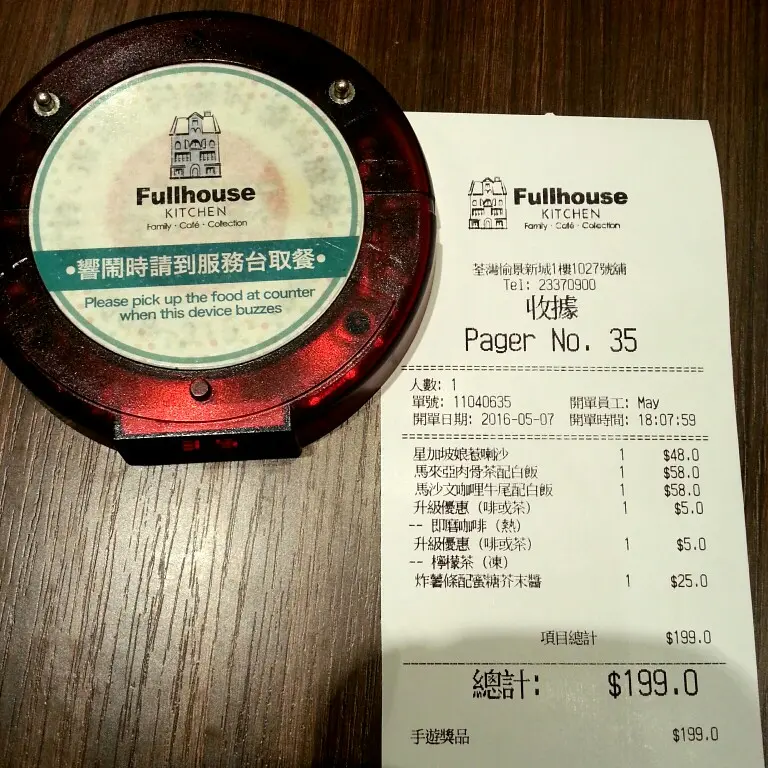 Fullhouse
KITCHEN
Family · Café · Collection
•響鬧時請到服務台取餐•
Please pick up the food at counter
when this device buzzes
Fullhouse
KITCHEN
Family · Café · Collection
荃灣愉景新城1樓1027號舖
Tel: 23370900
收據
Pager No. 35
人數: 1
單號: 11040635 開單員工: May
開單日期: 2016-05-07 開單時間: 18:07:59
星加坡娘惹喇沙 1 $48.0
馬來亞肉骨茶配白飯 1 $58.0
馬沙文咖哩牛尾配白飯 1 $58.0
升級優惠 (啡或茶) 1 $5.0
-- 即磨咖啡 (熱)
升級優惠 (啡或茶) 1 $5.0
-- 檸檬茶 (凍)
炸薯條配蜜糖芥末醬 1 $25.0
項目總計 $199.0
總計: $199.0
手遊獎品 $199.0